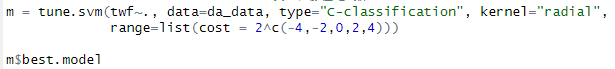 m = tune.svm(twf~., data=da_data, type="C-classification", kernel="radial",
range=list(cost = 2^c(-4,-2,0,2,4)))
m$best.model